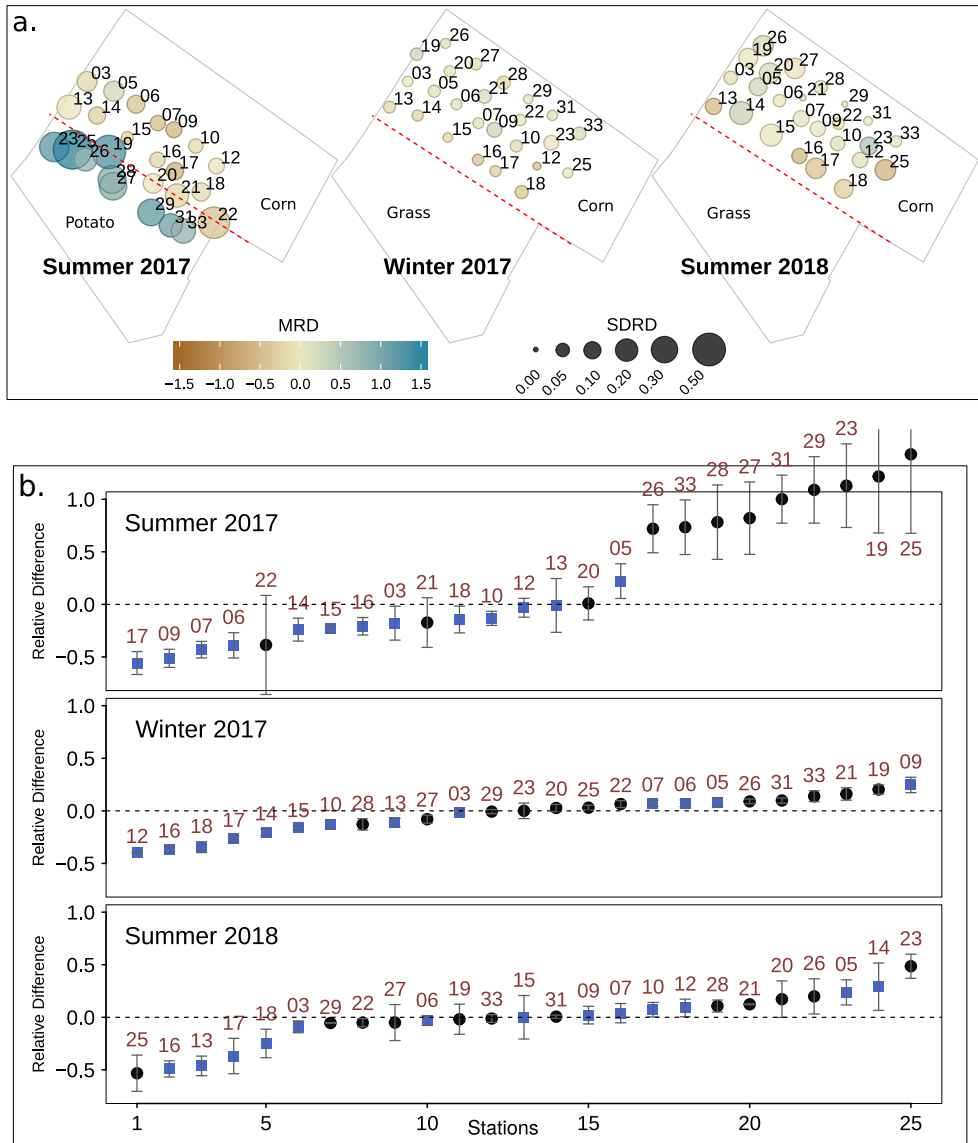 a.
03 05 06 13 14 07 09 15 10 23 25 26 19 16 17 12 28 27 20 21 18 29 31 33 22
Potato
Corn
Summer 2017
26 19 20 27 03 05 28 13 14 06 21 29 07 09 22 31 15 10 23 33 16 17 12 25 18
Grass
Corn
Winter 2017
26 19 20 27 03 05 28 13 14 06 29 07 09 22 31 15 10 23 33 16 17 12 25 18
Grass
Corn
Summer 2018
MRD
−1.5 −1.0 −0.5 0.0 0.5 1.0 1.5
SDRD
0.00 0.05 0.10 0.20 0.30 0.50
b.
Summer 2017
Relative Difference
1.0
0.5
0.0
−0.5
17 09 07 06 22 14 15 16 03 21 18 10 12 13 20 05 26 33 28 27 31 29 23 19 25
Winter 2017
Relative Difference
1.0
0.5
0.0
−0.5
12 16 18 17 14 15 10 28 13 27 03 29 23 20 25 22 07 06 05 26 31 33 21 19 09
Summer 2018
Relative Difference
1.0
0.5
0.0
−0.5
25 16 13 17 18 03 29 22 27 06 19 33 15 31 09 07 10 12 28 21 20 26 05 14 23
1 5 10 15 20 25
Stations